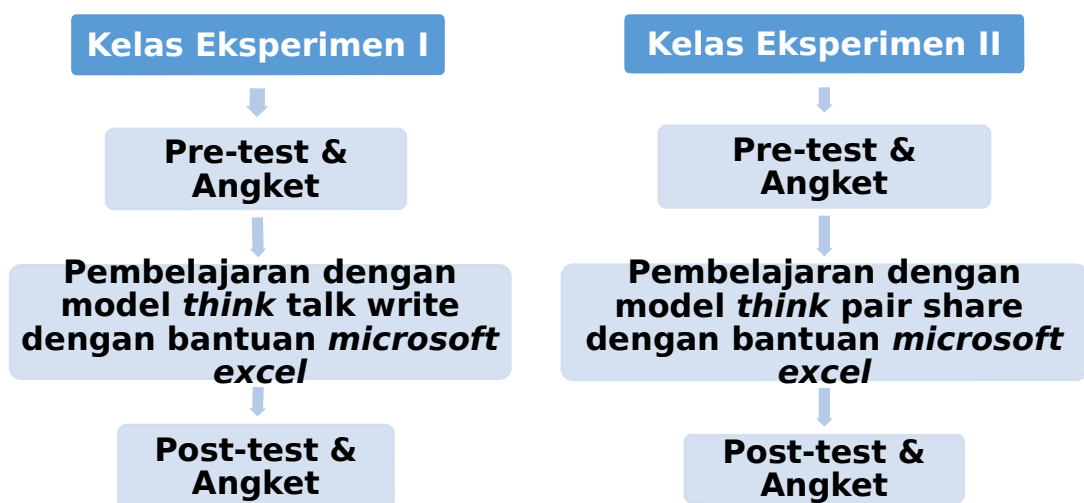 Kelas Eksperimen I
Pre-test &
Angket
Pembelajaran dengan
model think talk write
dengan bantuan microsoft
excel
Post-test &
Angket
Kelas Eksperimen II
Pre-test &
Angket
Pembelajaran dengan
model think pair share
dengan bantuan microsoft
excel
Post-test &
Angket